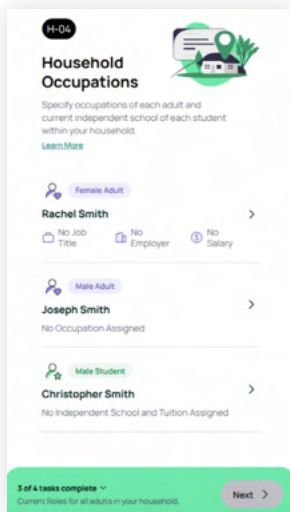 H-04
Household
Occupations
Specify occupations of each adult and
current independent school of each student
within your household.
Learn More
Female Adult
Rachel Smith
No Job
Title
No
Employer
No
Salary
Male Adult
Joseph Smith
No Occupation Assigned
Male Student
Christopher Smith
No Independent School and Tuition Assigned
3 of 4 tasks complete
Current Roles for all adults in your household.
Next